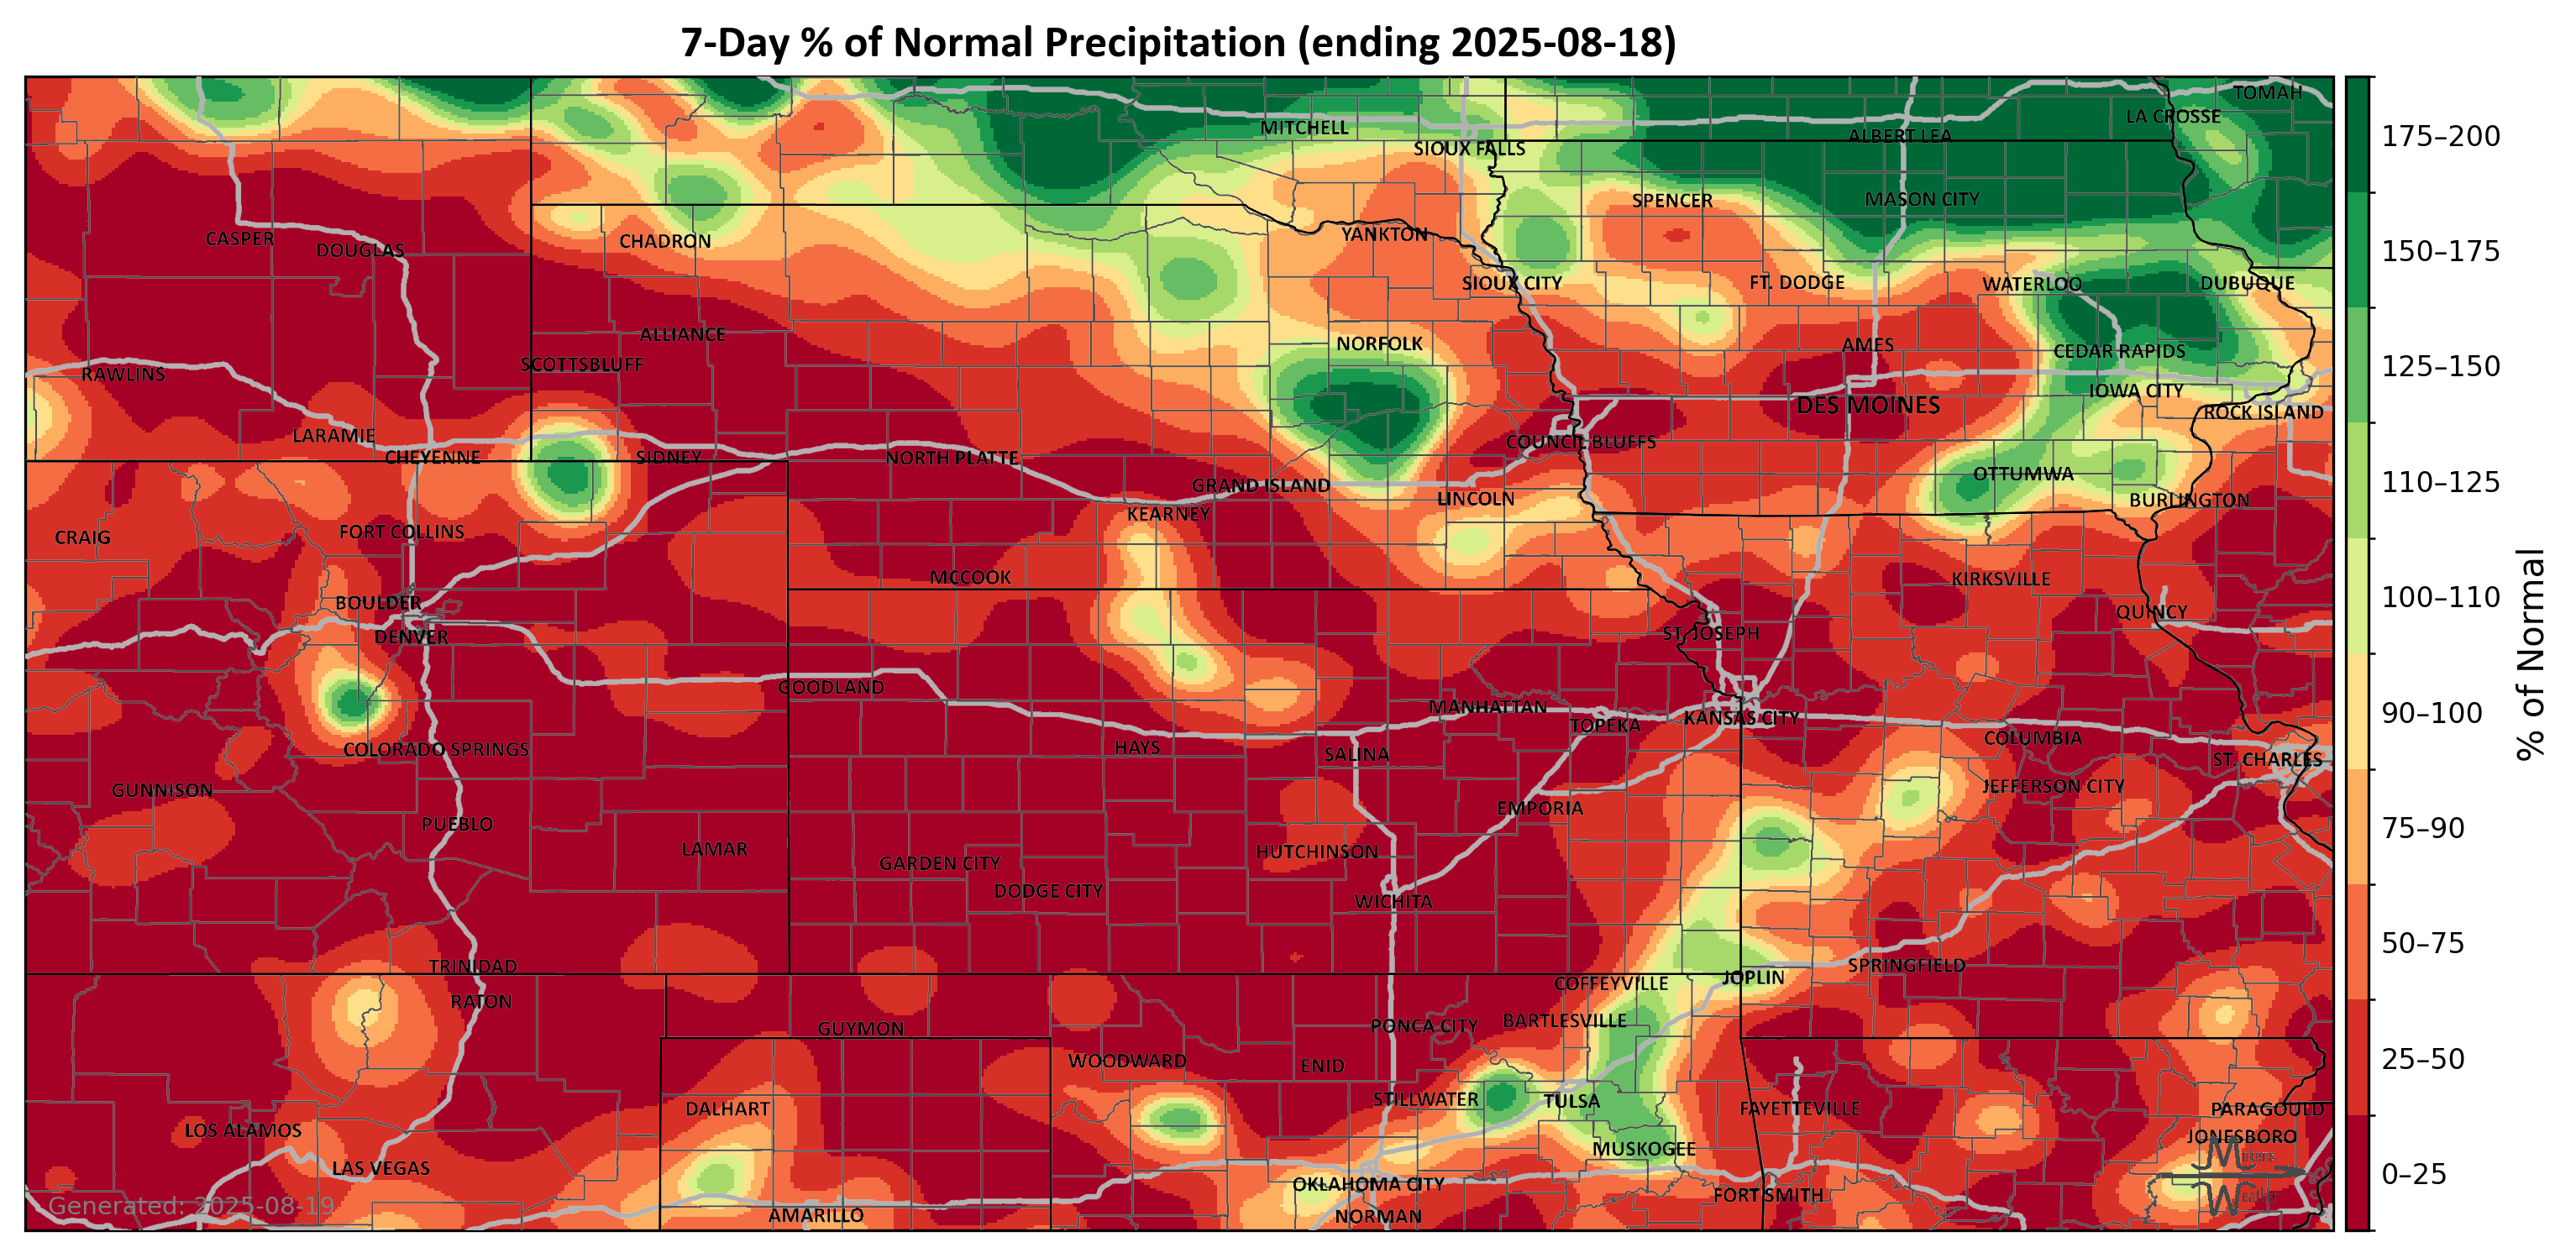 7-Day % of Normal Precipitation (ending 2025-08-18)
TOMAH
LA CROSSE
MITCHELL
ALBERT LEA
SIOUX FALLS
SPENCER
MASON CITY
CASPER
DOUGLAS
CHADRON
YANKTON
SIOUX CITY
FT. DODGE
WATERLOO
DUBUQUE
ALLIANCE
NORFOLK
AMES
CEDAR RAPIDS
SCOTTSBLUFF
RAWLINS
IOWA CITY
DES MOINES
ROCK ISLAND
LARAMIE
COUNCIL BLUFFS
CHEYENNE
SIDNEY
NORTH PLATTE
OTTUMWA
GRAND ISLAND
LINCOLN
BURLINGTON
KEARNEY
CRAIG
FORT COLLINS
MCCOOK
KIRKSVILLE
BOULDER
QUINCY
DENVER
ST. JOSEPH
GOODLAND
MANHATTAN
TOPEKA
KANSAS CITY
COLUMBIA
COLORADO SPRINGS
HAYS
SALINA
ST. CHARLES
GUNNISON
JEFFERSON CITY
EMPORIA
PUEBLO
LAMAR
GARDEN CITY
HUTCHINSON
DODGE CITY
WICHITA
TRINIDAD
SPRINGFIELD
JOPLIN
COFFEYVILLE
RATON
GUYMON
PONCA CITY
BARTLESVILLE
WOODWARD
ENID
DALHART
STILLWATER
TULSA
FAYETTEVILLE
PARAGOULD
LOS ALAMOS
JONESBORO
MUSKOGEE
LAS VEGAS
OKLAHOMA CITY
FORT SMITH
AMARILLO
NORMAN
Generated: 2025-08-19
175–200
150–175
125–150
110–125
100–110
90–100
75–90
50–75
25–50
0–25
% of Normal